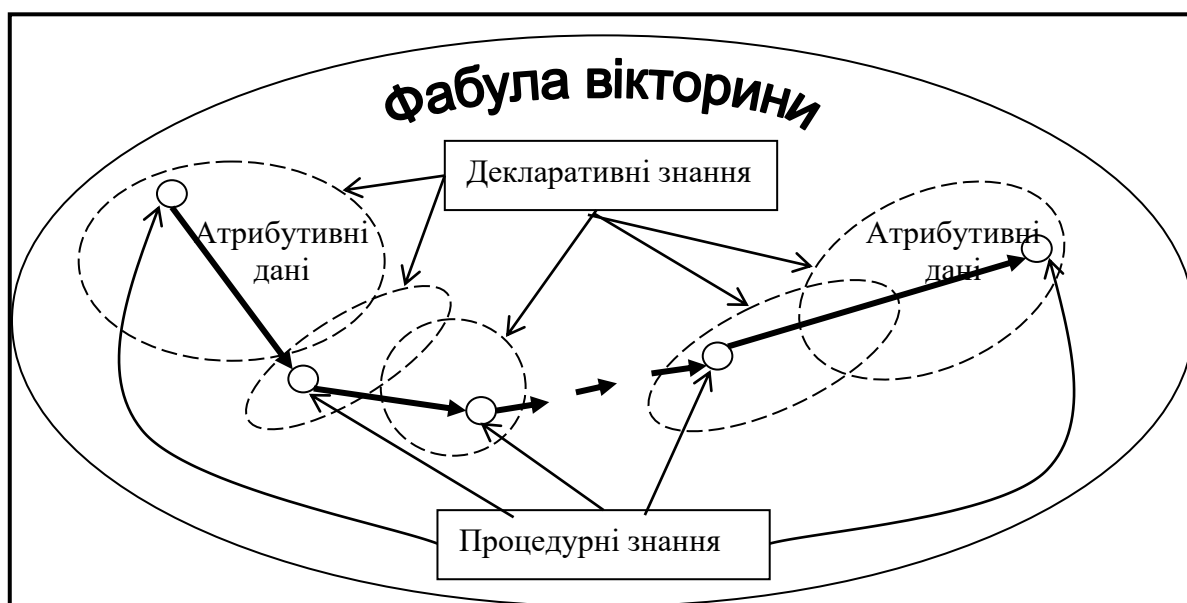 Фабула вікторини
Декларативні знання
Атрибутивні
дані
Атрибутивні
дані
Процедурні знання